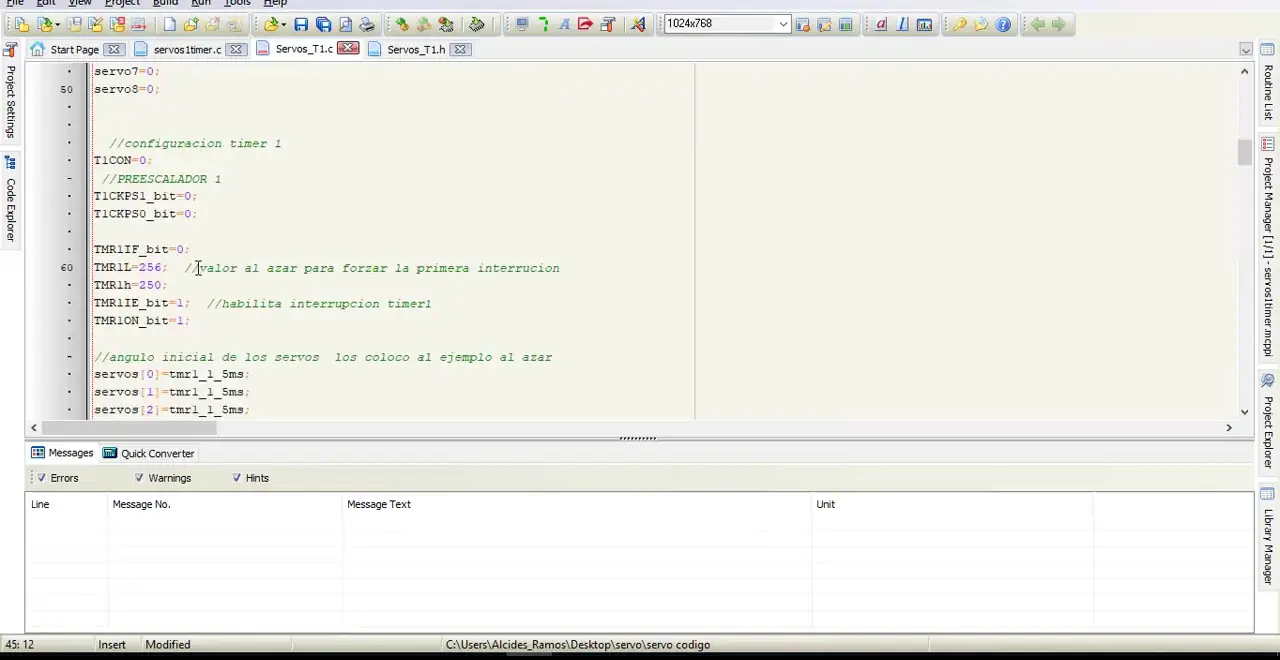 File Edit View Project Build Run Tools Help
1024x768
Start Page servos1timer.c Servos_T1.c Servos_T1.h
Project Settings
Code Explorer
servo7=0;
50 servo8=0;
//configuracion timer 1
T1CON=0;
//PREESCALADOR 1
T1CKPS1_bit=0;
T1CKPS0_bit=0;
TMR1IF_bit=0;
60 TMR1L=256; //valor al azar para forzar la primera interrucion
TMR1h=250;
TMR1IE_bit=1; //habilita interrupcion timer1
TMR1ON_bit=1;
//angulo inicial de los servos los coloco al ejemplo al azar
servos[0]=tmr1_1_5ms;
servos[1]=tmr1_1_5ms;
servos[2]=tmr1_1_5ms;
Routine List
Project Manager [1/1] - servos1timer.mcppi
Project Explorer
Library Manager
Messages Quick Converter
Errors Warnings Hints
Line Message No. Message Text Unit
45: 12 Insert Modified C:\Users\Alcides_Ramos\Desktop\servo\servo codigo